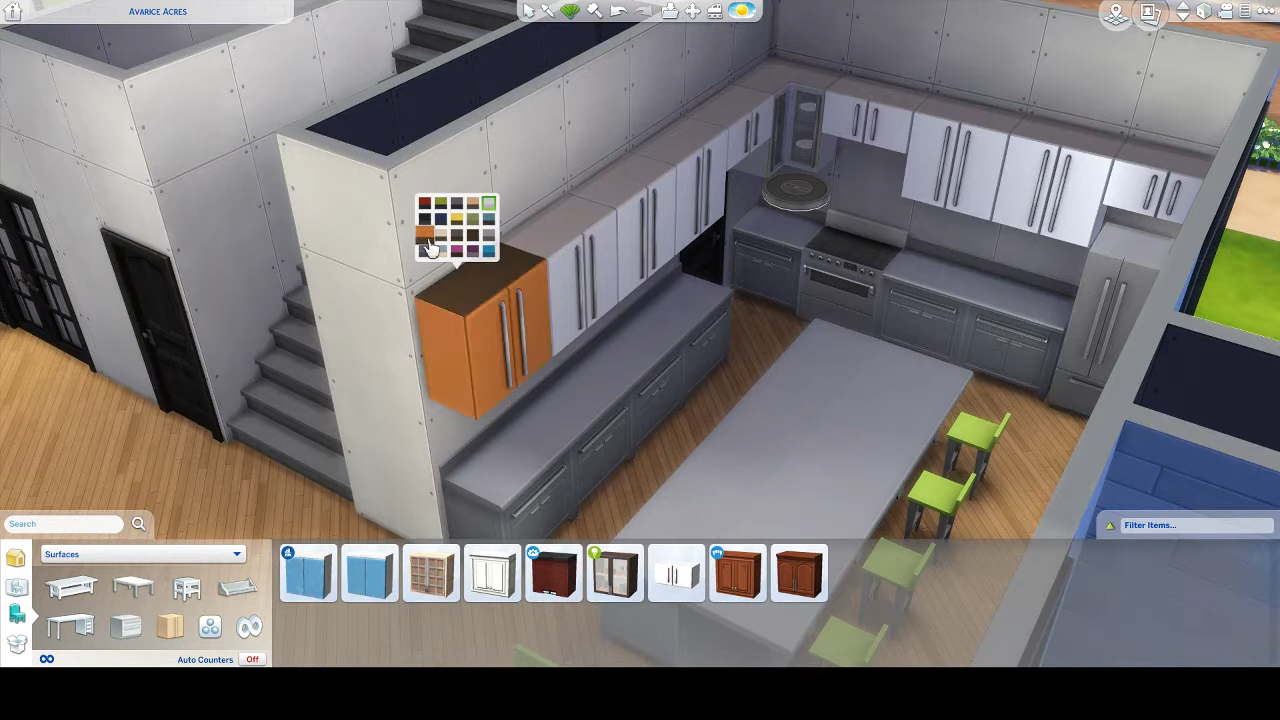 AVARICE ACRES
Search
Filter Items...
Surfaces
Auto Counters
Off